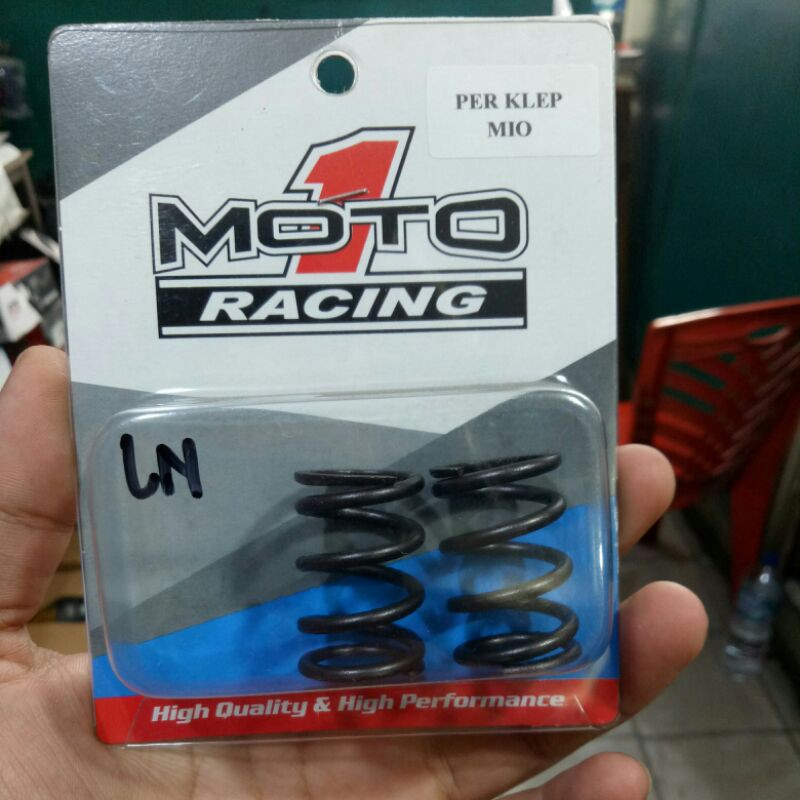 PER KLEP
MIO
MOTO 1
RACING
LN
High Quality & High Performance